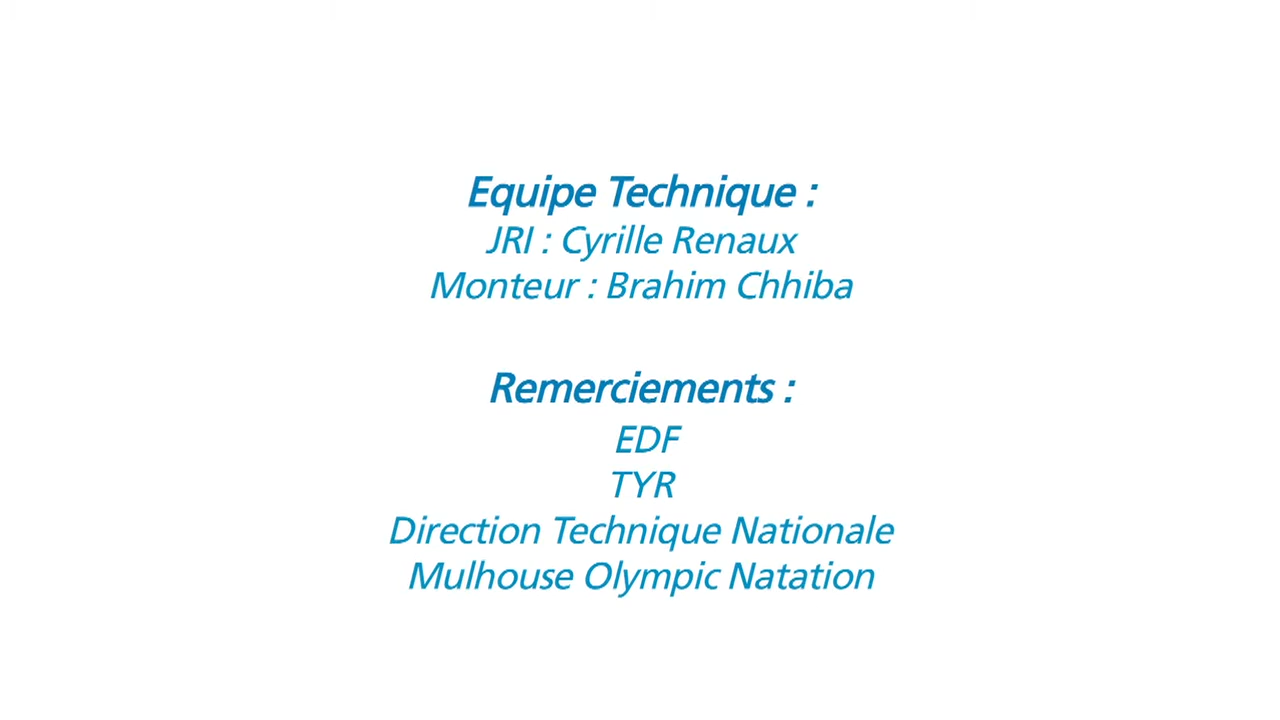 Equipe Technique :
JRI : Cyrille Renaux
Monteur : Brahim Chhiba
Remerciements :
EDF
TYR
Direction Technique Nationale
Mulhouse Olympic Natation